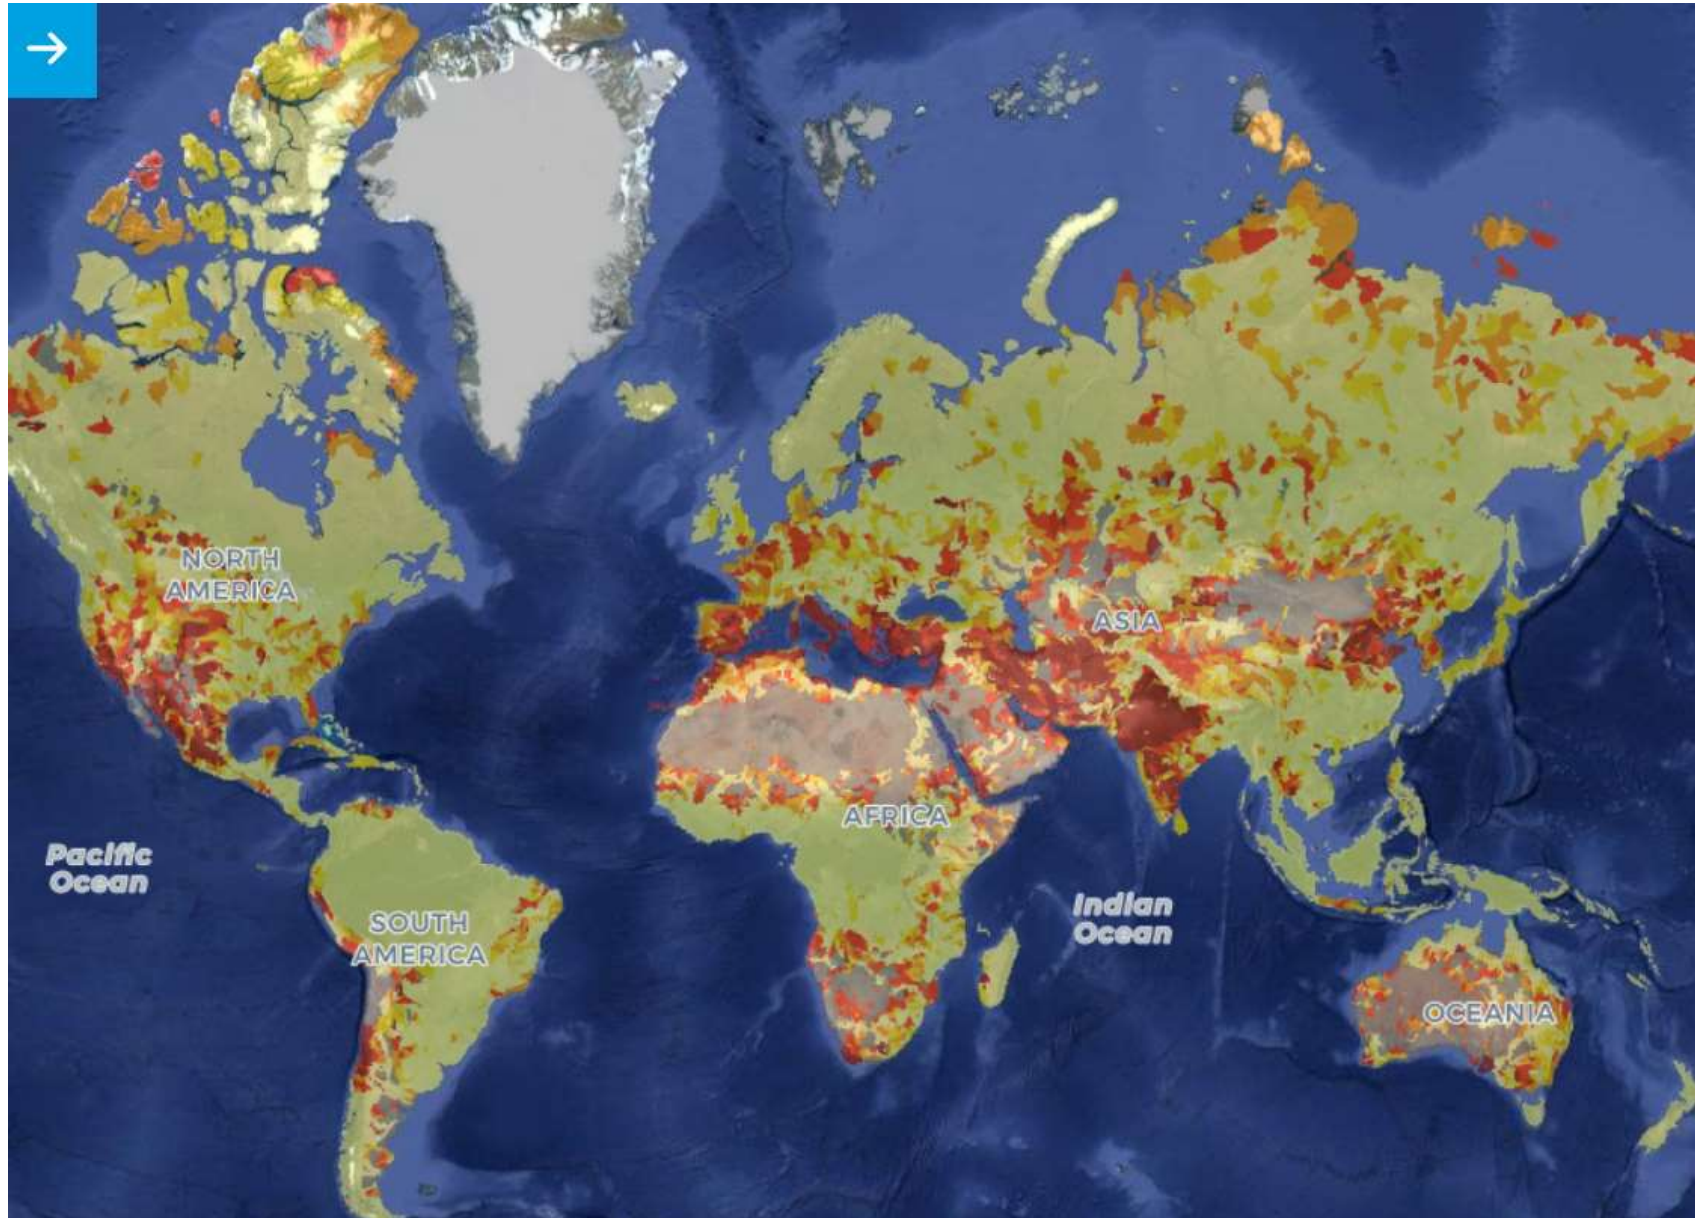 NORTH
AMERICA
ASIA
AFRICA
Pacific
Ocean
SOUTH
AMERICA
Indian
Ocean
OCEANIA